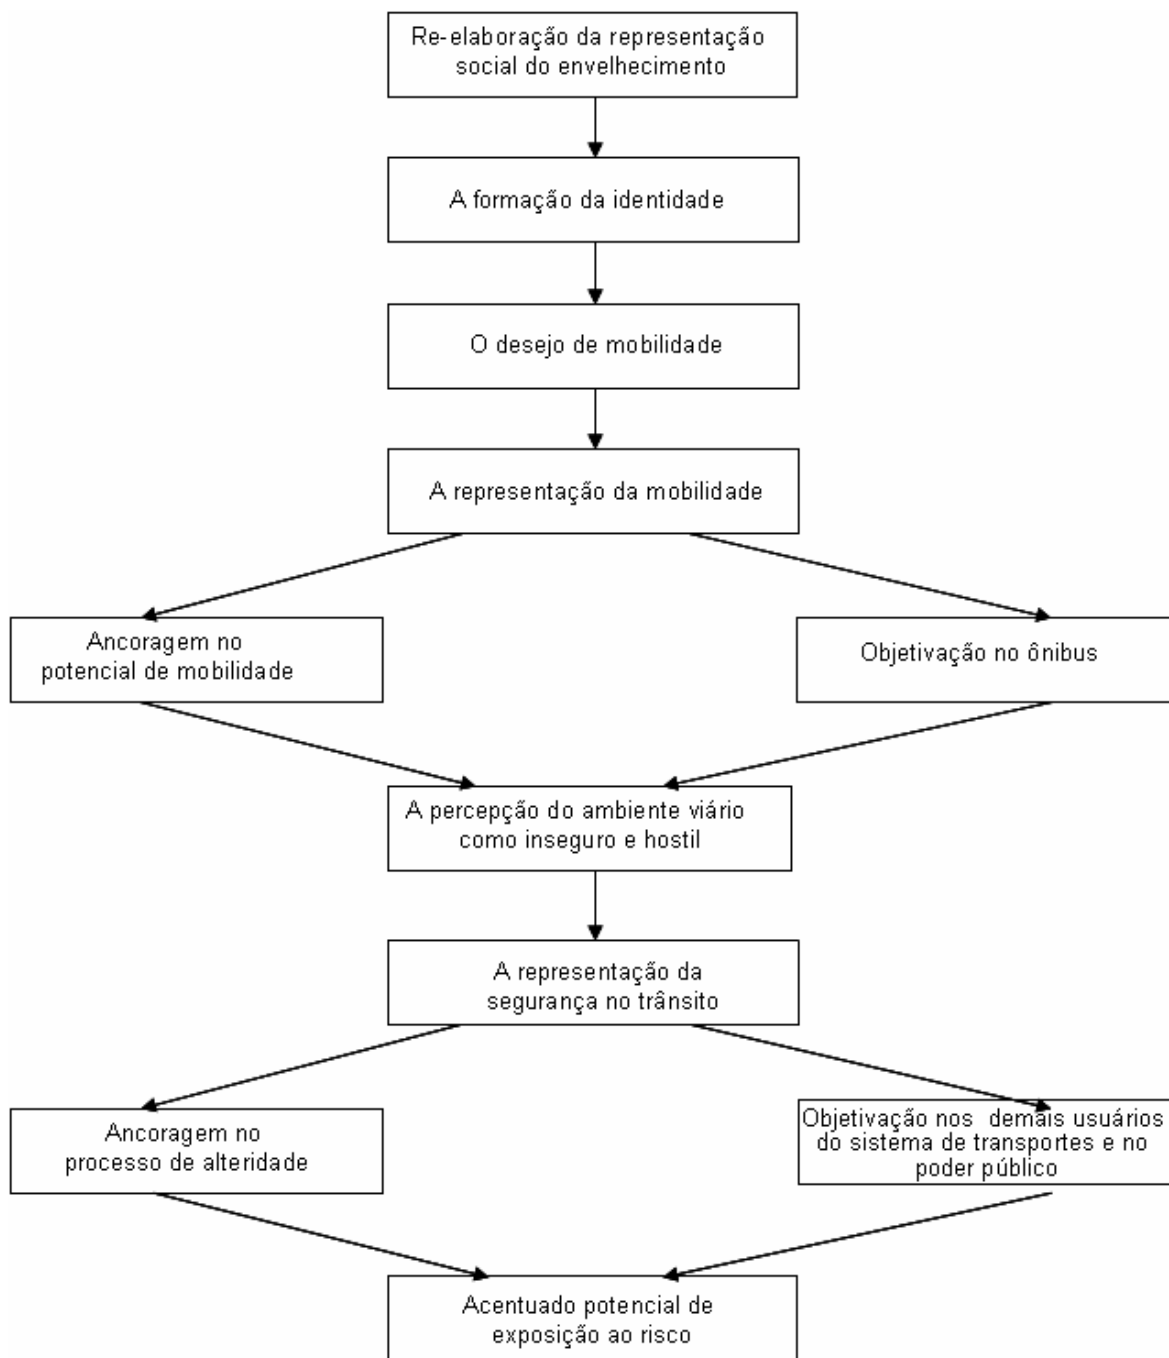 Re-elaboração da representação
social do envelhecimento
A formação da identidade
O desejo de mobilidade
A representação da mobilidade
Ancoragem no
potencial de mobilidade
Objetivação no ônibus
A percepção do ambiente viário
como inseguro e hostil
A representação da
segurança no trânsito
Ancoragem no
processo de alteridade
Objetivação nos demais usuários
do sistema de transportes e no
poder público
Acentuado potencial de
exposição ao risco